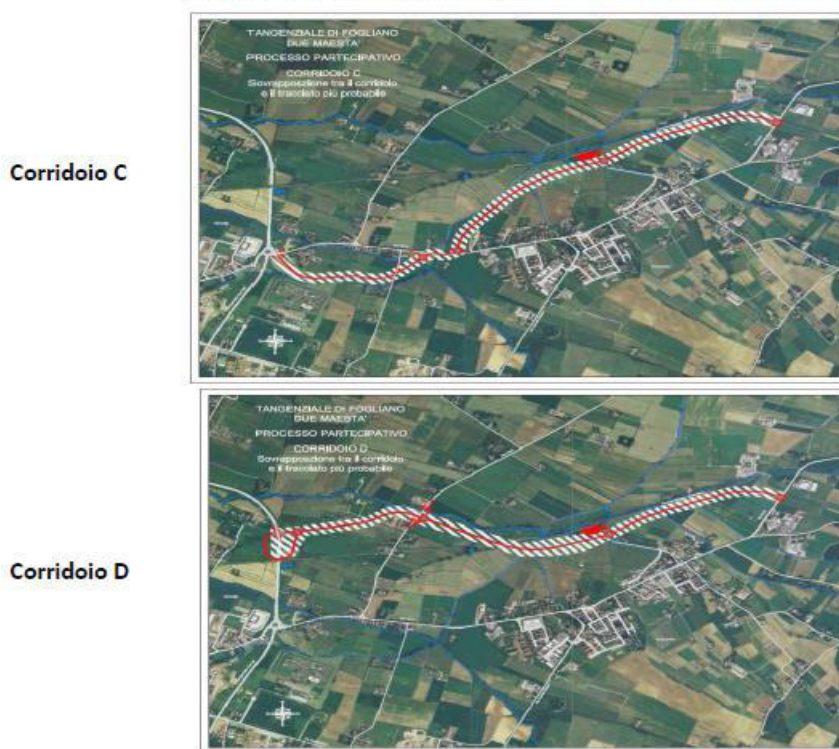 Corridoio C
TANGENZIALE DI FOGLIANO
DUE MAESTA'
PROCESSO PARTECIPATIVO
CORRIDOIO C
Sovrapposizione tra il corridoio
e il tracciato più probabile
Corridoio D
TANGENZIALE DI FOGLIANO
DUE MAESTA'
PROCESSO PARTECIPATIVO
CORRIDOIO D
Sovrapposizione tra il corridoio
e il tracciato più probabile